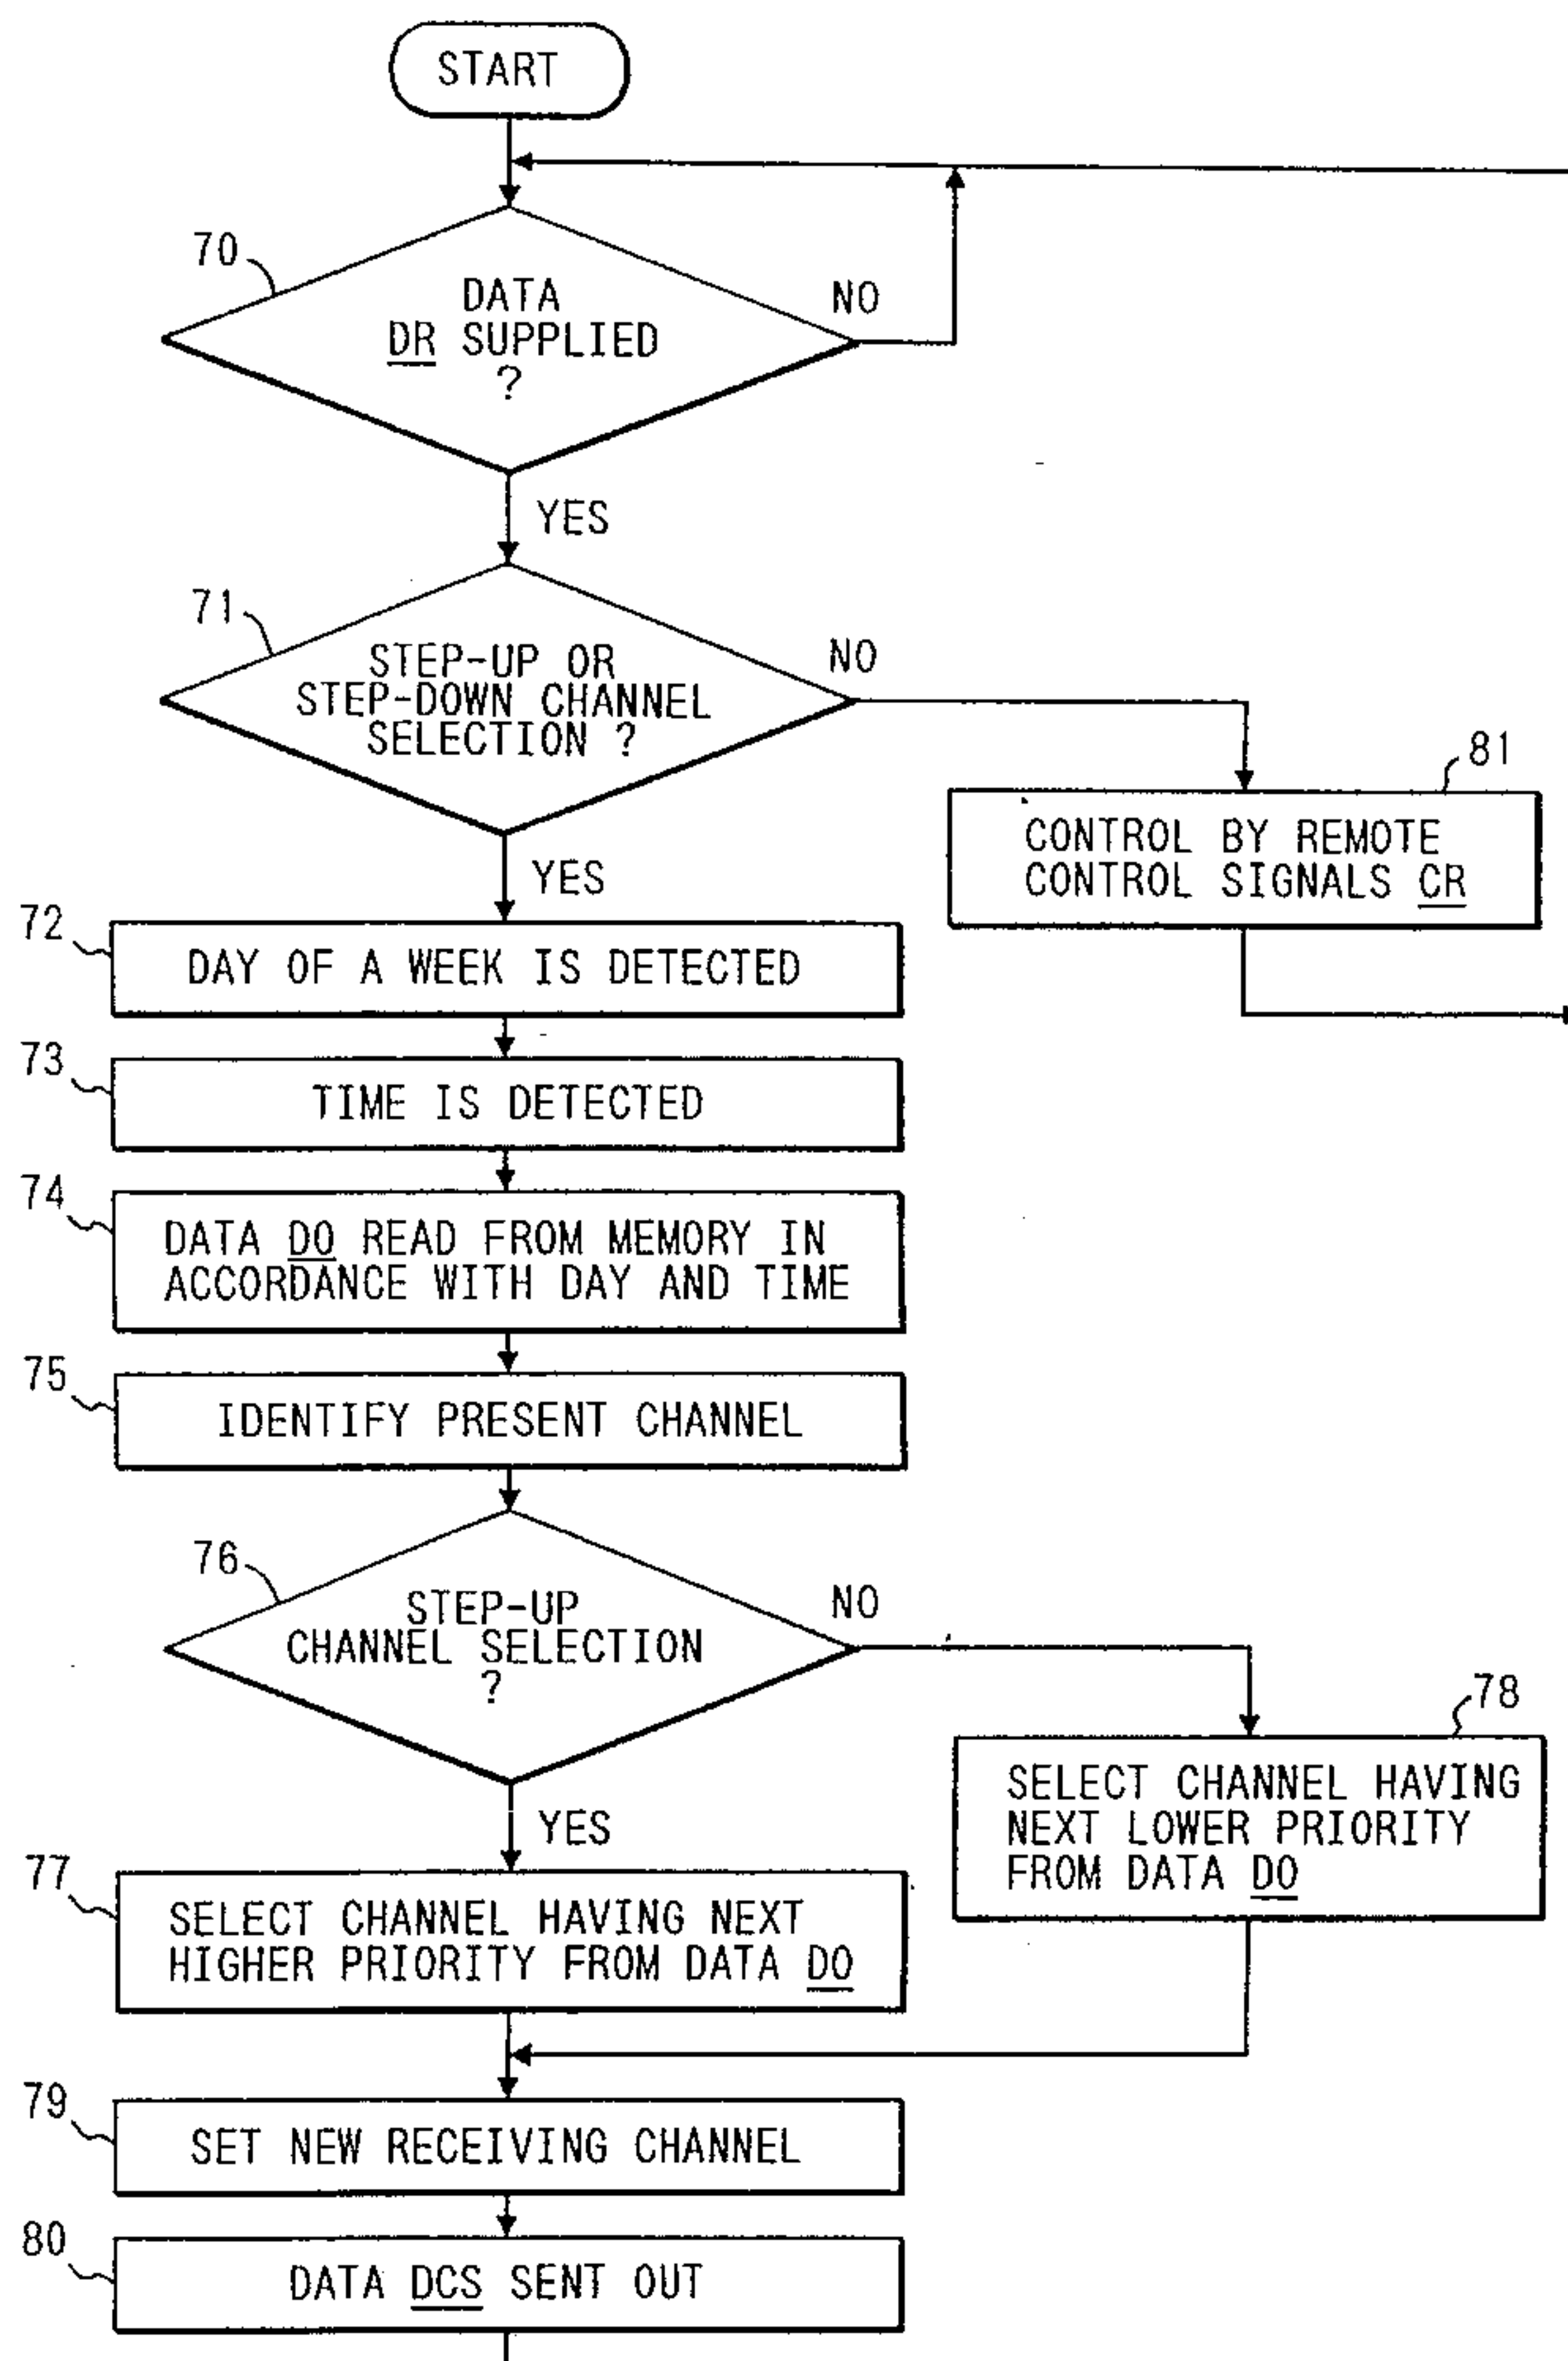 START
70
DATA
DR SUPPLIED
?
NO
YES
71
STEP-UP OR
STEP-DOWN CHANNEL
SELECTION ?
NO
81
CONTROL BY REMOTE
CONTROL SIGNALS CR
YES
72
DAY OF A WEEK IS DETECTED
73
TIME IS DETECTED
74
DATA DO READ FROM MEMORY IN
ACCORDANCE WITH DAY AND TIME
75
IDENTIFY PRESENT CHANNEL
76
STEP-UP
CHANNEL SELECTION
?
NO
78
SELECT CHANNEL HAVING
NEXT LOWER PRIORITY
FROM DATA DO
YES
77
SELECT CHANNEL HAVING NEXT
HIGHER PRIORITY FROM DATA DO
79
SET NEW RECEIVING CHANNEL
80
DATA DCS SENT OUT